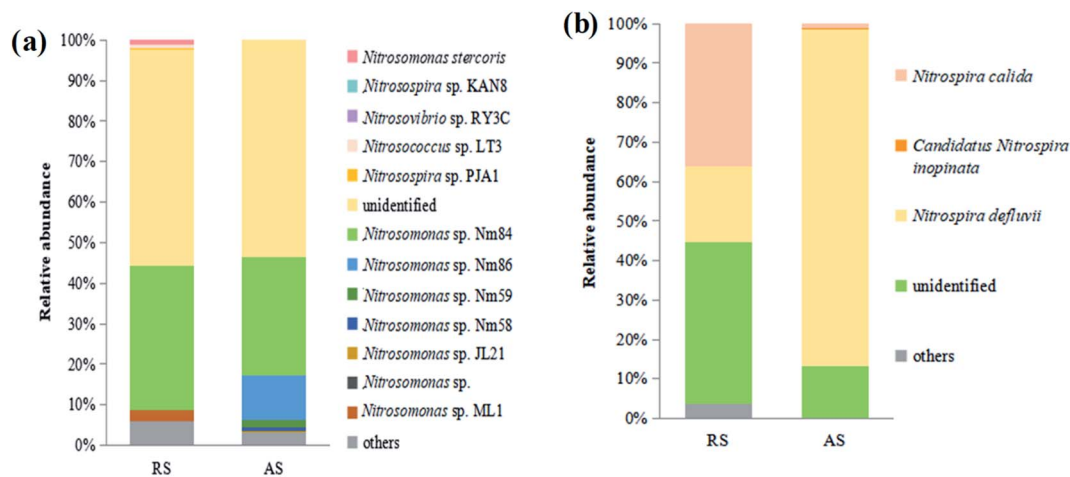 (a)
Relative abundance
100%
90%
80%
70%
60%
50%
40%
30%
20%
10%
0%
RS
AS
Nitrosomonas stercoris
Nitrosospira sp. KAN8
Nitrosovibrio sp. RY3C
Nitrosococcus sp. LT3
Nitrosospira sp. PJA1
unidentified
Nitrosomonas sp. Nm84
Nitrosomonas sp. Nm86
Nitrosomonas sp. Nm59
Nitrosomonas sp. Nm58
Nitrosomonas sp. JL21
Nitrosomonas sp.
Nitrosomonas sp. ML1
others
(b)
Relative abundance
100%
90%
80%
70%
60%
50%
40%
30%
20%
10%
0%
RS
AS
Nitrospira calida
Candidatus Nitrospira
inopinata
Nitrospira defluvii
unidentified
others